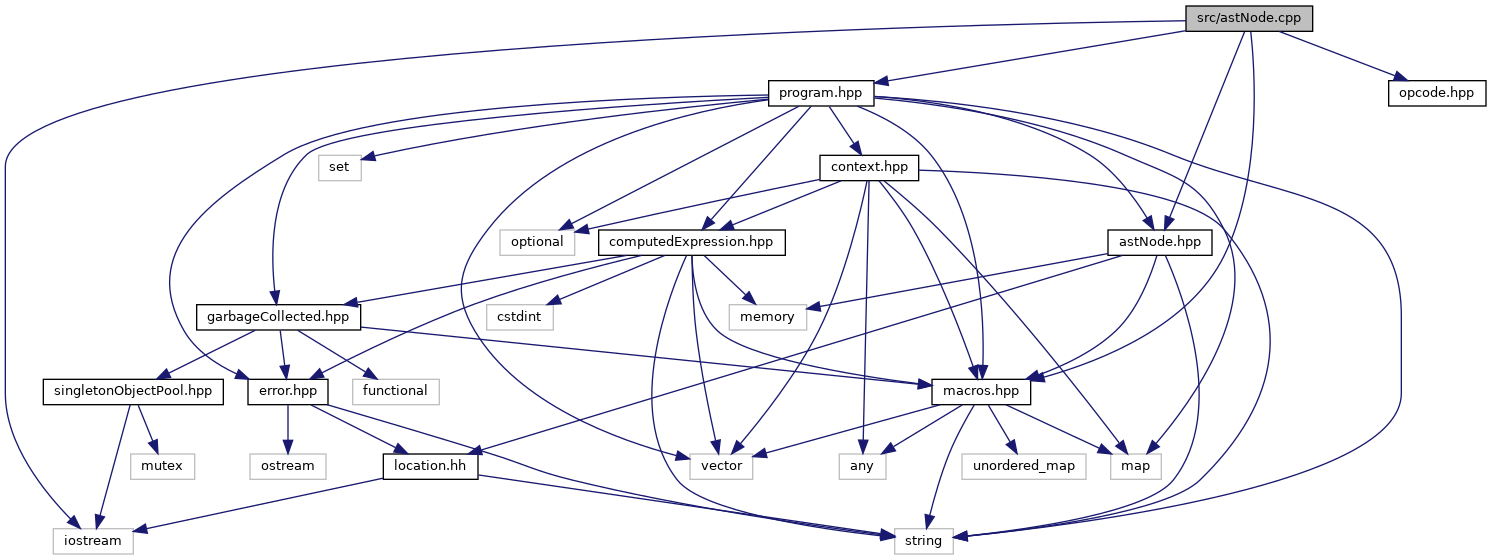 src/astNode.cpp
program.hpp
opcode.hpp
set
context.hpp
optional
computedExpression.hpp
astNode.hpp
garbageCollected.hpp
cstdint
memory
singletonObjectPool.hpp
error.hpp
functional
macros.hpp
mutex
ostream
location.hh
vector
any
unordered_map
map
iostream
string